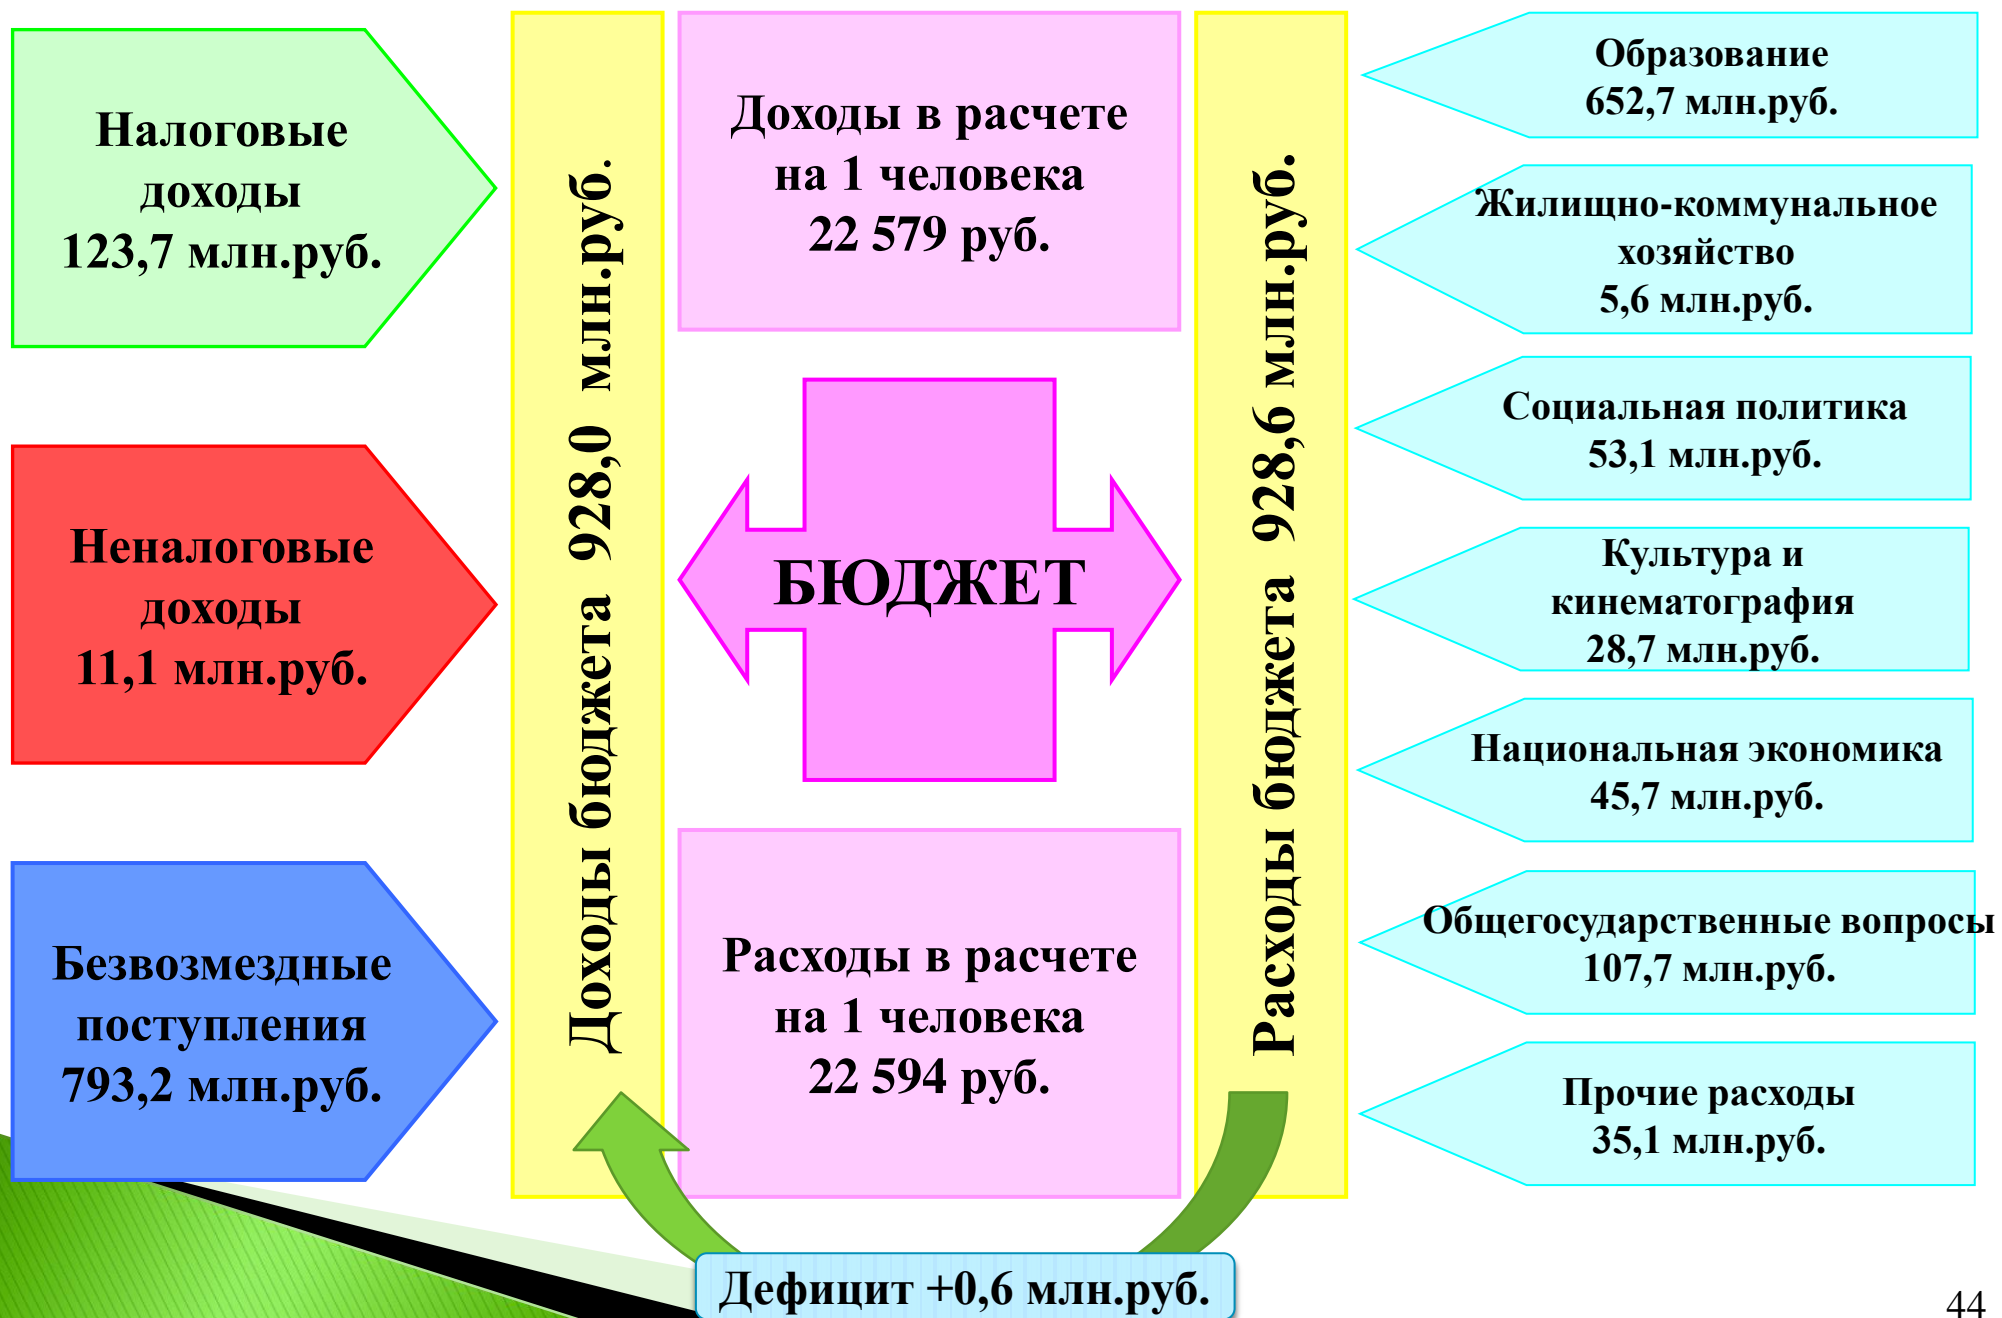 Налоговые
доходы
123,7 млн.руб.
Неналоговые
доходы
11,1 млн.руб.
Безвозмездные
поступления
793,2 млн.руб.
Доходы бюджета 928,0 млн.руб.
Доходы в расчете
на 1 человека
22 579 руб.
БЮДЖЕТ
Расходы в расчете
на 1 человека
22 594 руб.
Расходы бюджета 928,6 млн.руб.
Образование
652,7 млн.руб.
Жилищно-коммунальное
хозяйство
5,6 млн.руб.
Социальная политика
53,1 млн.руб.
Культура и
кинематография
28,7 млн.руб.
Национальная экономика
45,7 млн.руб.
Общегосударственные вопросы
107,7 млн.руб.
Прочие расходы
35,1 млн.руб.
Дефицит +0,6 млн.руб.
44